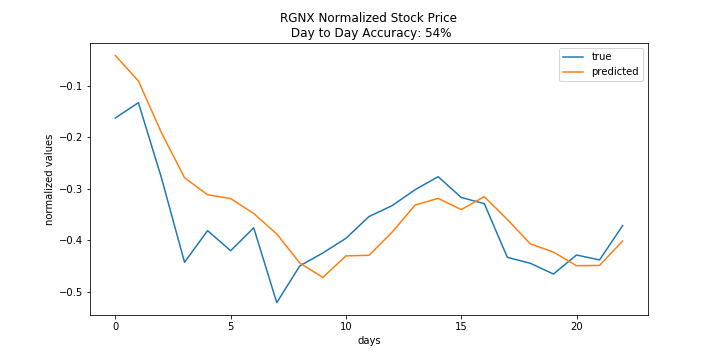 RGNX Normalized Stock Price
Day to Day Accuracy: 54%
true
predicted
normalized values
−0.1
−0.2
−0.3
−0.4
−0.5
0
5
10
15
20
days